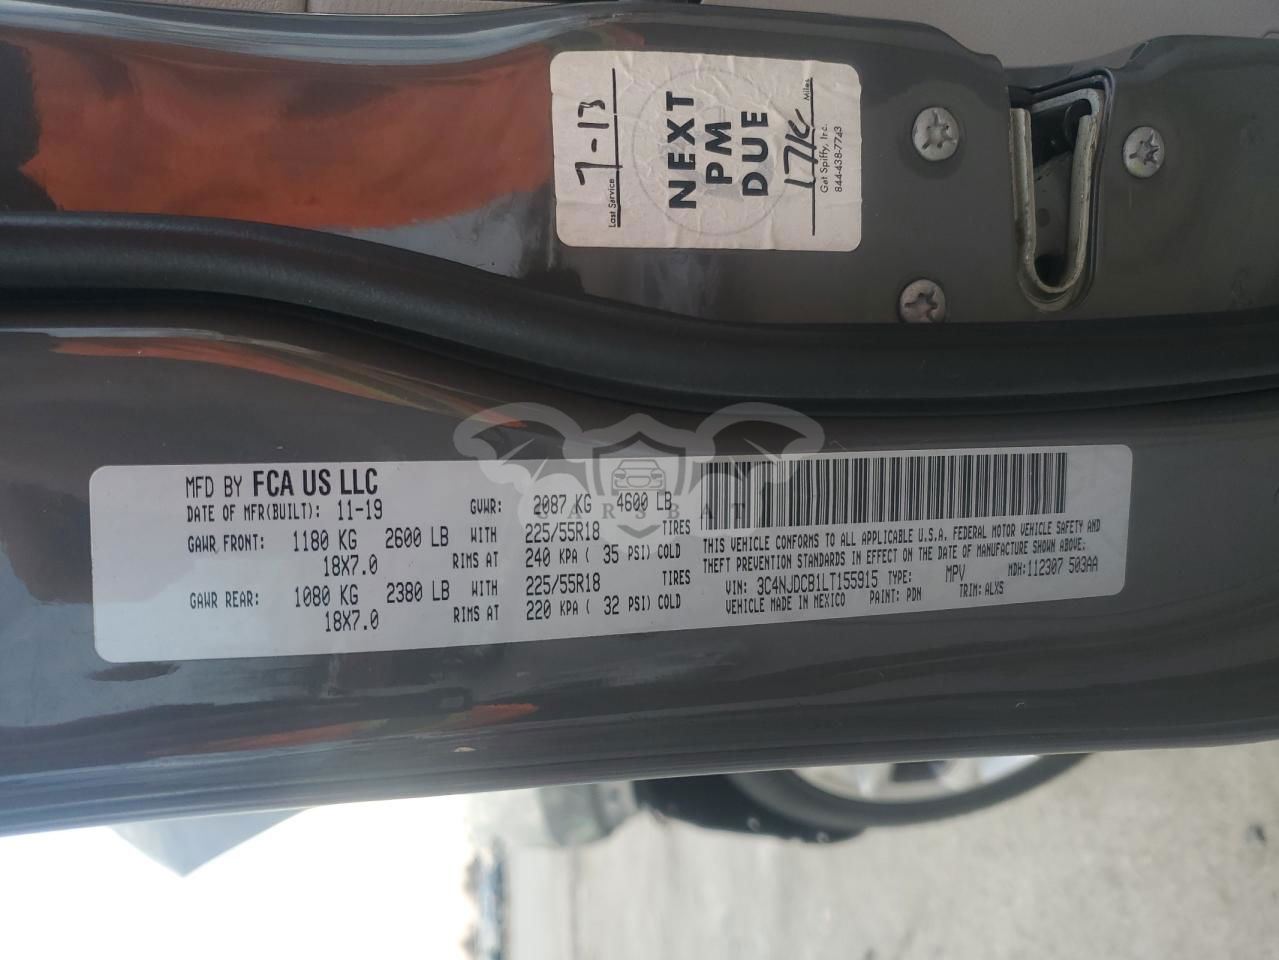 Last Service 7-13
NEXT
PM
DUE
17K Miles
Get Spiffy, Inc.
844-438-7743
CARSBAT
MFD BY FCA US LLC
DATE OF MFR(BUILT): 11-19 GVWR: 2087 KG 4600 LB
GAWR FRONT: 1180 KG 2600 LB WITH 225/55R18 TIRES
18X7.0 RIMS AT 240 KPA ( 35 PSI) COLD
GAWR REAR: 1080 KG 2380 LB WITH 225/55R18 TIRES
18X7.0 RIMS AT 220 KPA ( 32 PSI) COLD
THIS VEHICLE CONFORMS TO ALL APPLICABLE U.S.A. FEDERAL MOTOR VEHICLE SAFETY AND
THEFT PREVENTION STANDARDS IN EFFECT ON THE DATE OF MANUFACTURE SHOWN ABOVE:
VIN: 3C4NJDCB1LT155915 TYPE: MPV MDH:112307 503AA
VEHICLE MADE IN MEXICO PAINT: PDN TRIM: ALXS